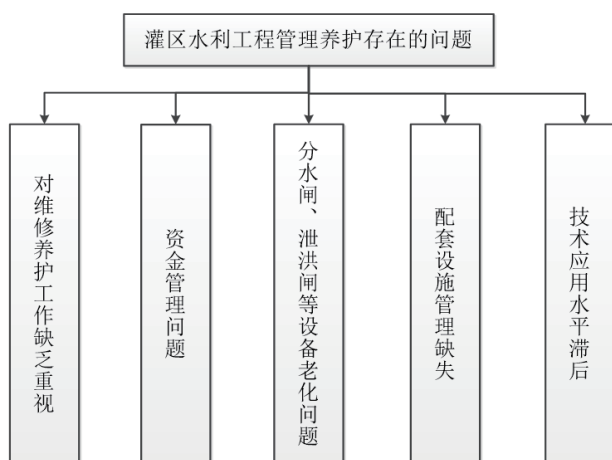 灌区水利工程管理养护存在的问题
对维修养护工作缺乏重视
资金管理问题
分水闸、泄洪闸等设备老化问题
配套设施管理缺失
技术应用水平滞后